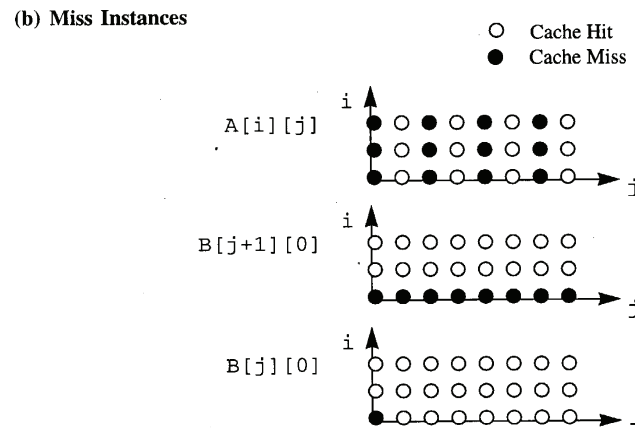 (b) Miss Instances
Cache Hit
Cache Miss
i
A[i][j]
j
i
B[j+1][0]
j
i
B[j][0]